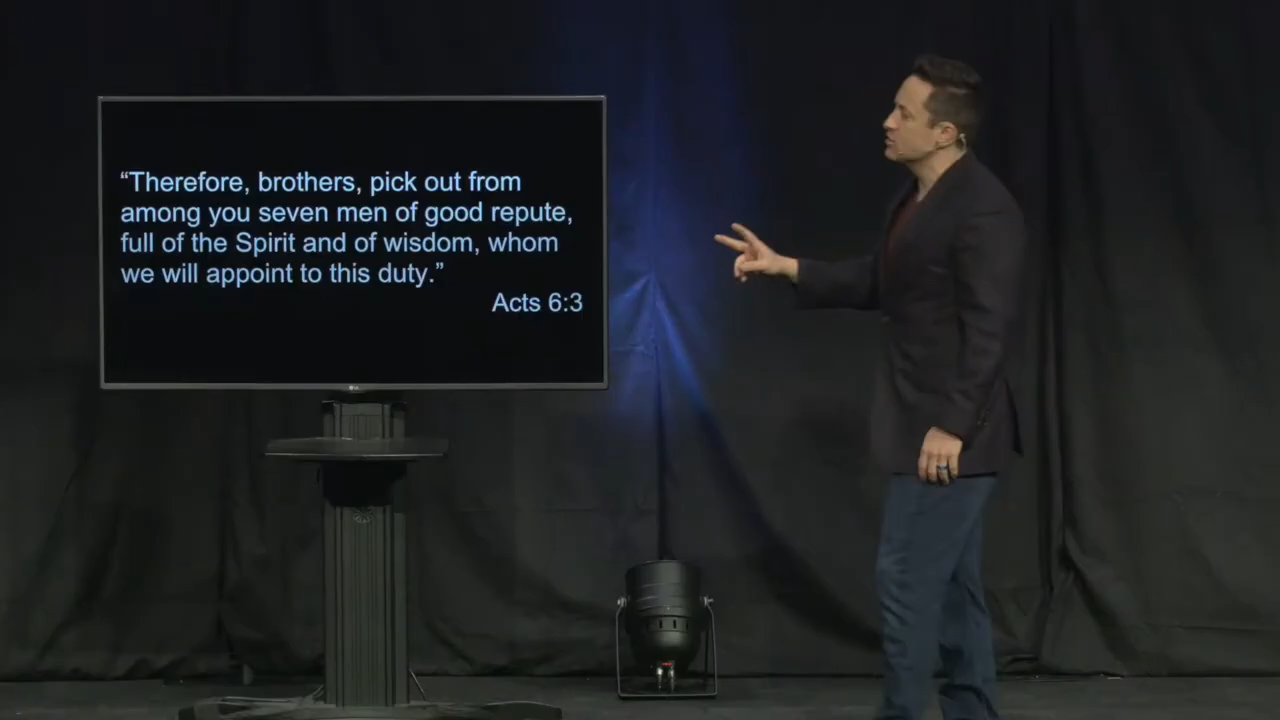 “Therefore, brothers, pick out from
among you seven men of good repute,
full of the Spirit and of wisdom, whom
we will appoint to this duty.”
Acts 6:3
LG